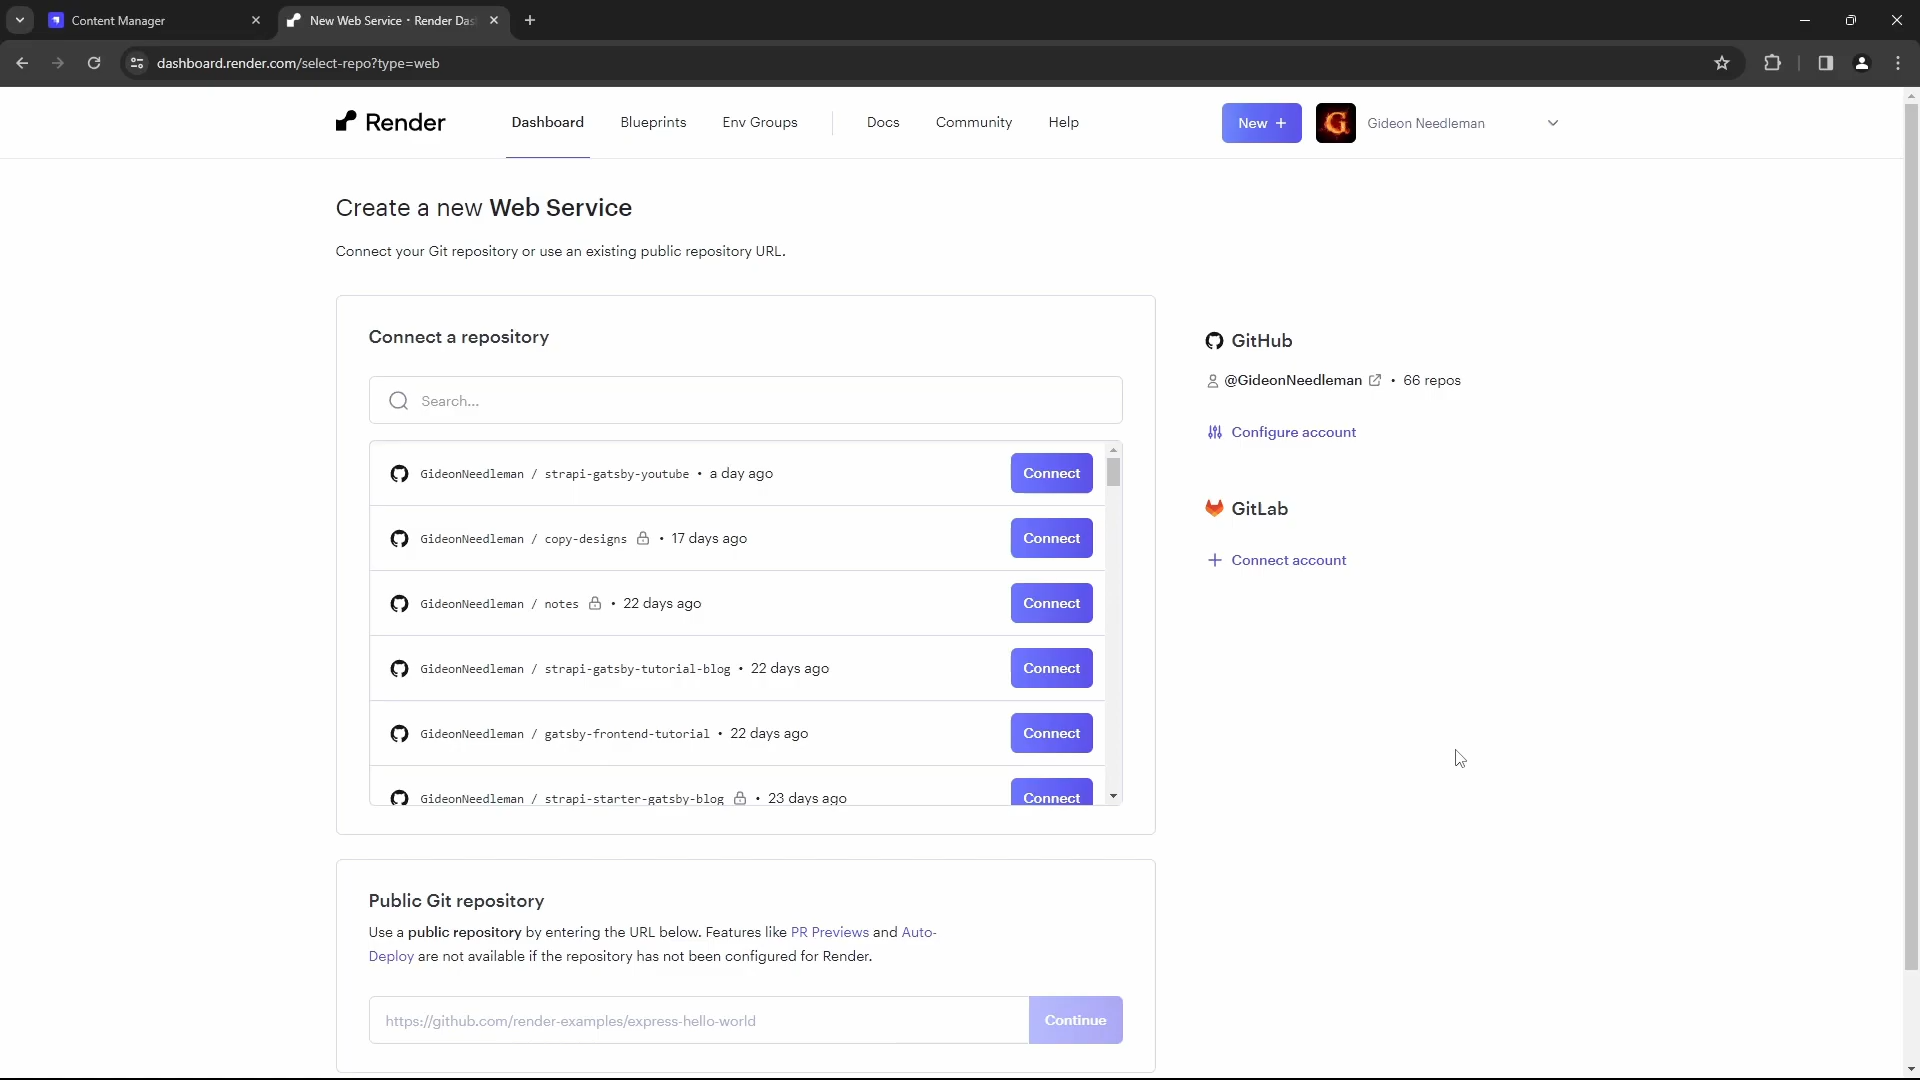 Content Manager
New Web Service • Render Das
dashboard.render.com/select-repo?type=web
Render
Dashboard
Blueprints
Env Groups
Docs
Community
Help
New +
G
Gideon Needleman
Create a new Web Service
Connect your Git repository or use an existing public repository URL.
Connect a repository
Search...
GideonNeedleman / strapi-gatsby-youtube • a day ago
Connect
GideonNeedleman / copy-designs • 17 days ago
Connect
GideonNeedleman / notes • 22 days ago
Connect
GideonNeedleman / strapi-gatsby-tutorial-blog • 22 days ago
Connect
GideonNeedleman / gatsby-frontend-tutorial • 22 days ago
Connect
GideonNeedleman / strapi-starter-gatsby-blog • 23 days ago
Connect
GitHub
@GideonNeedleman • 66 repos
Configure account
GitLab
+ Connect account
Public Git repository
Use a public repository by entering the URL below. Features like PR Previews and Auto-
Deploy are not available if the repository has not been configured for Render.
https://github.com/render-examples/express-hello-world
Continue